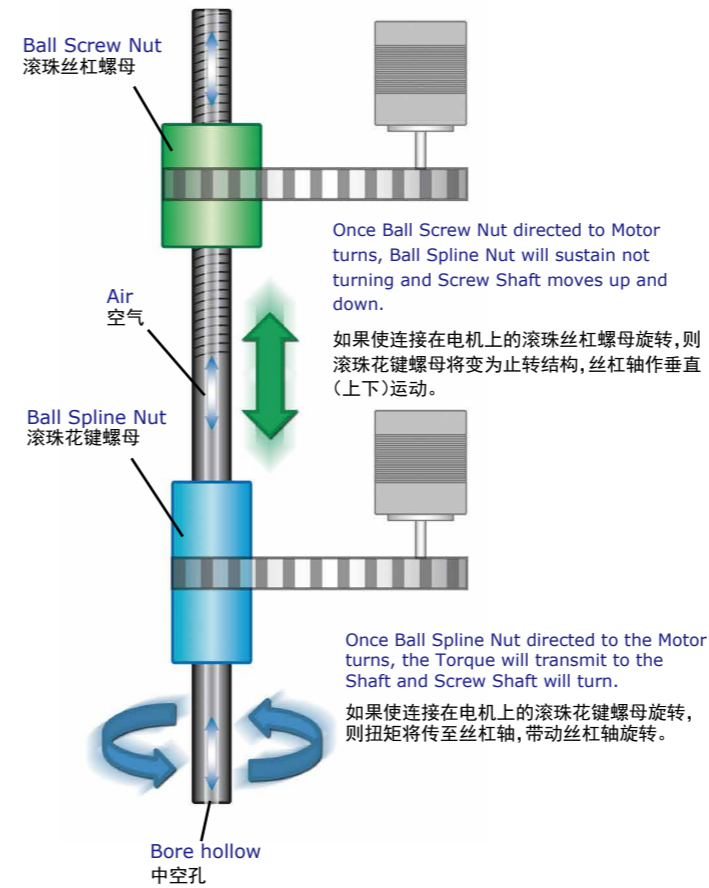 Ball Screw Nut
滚珠丝杠螺母
Once Ball Screw Nut directed to Motor
turns, Ball Spline Nut will sustain not
turning and Screw Shaft moves up and
down.
如果使连接在电机上的滚珠丝杠螺母旋转,则
滚珠花键螺母将变为止转结构,丝杠轴作垂直
(上下)运动。
Air
空气
Ball Spline Nut
滚珠花键螺母
Once Ball Spline Nut directed to the Motor
turns, the Torque will transmit to the
Shaft and Screw Shaft will turn.
如果使连接在电机上的滚珠花键螺母旋转,
则扭矩将传至丝杠轴,带动丝杠轴旋转。
Bore hollow
中空孔